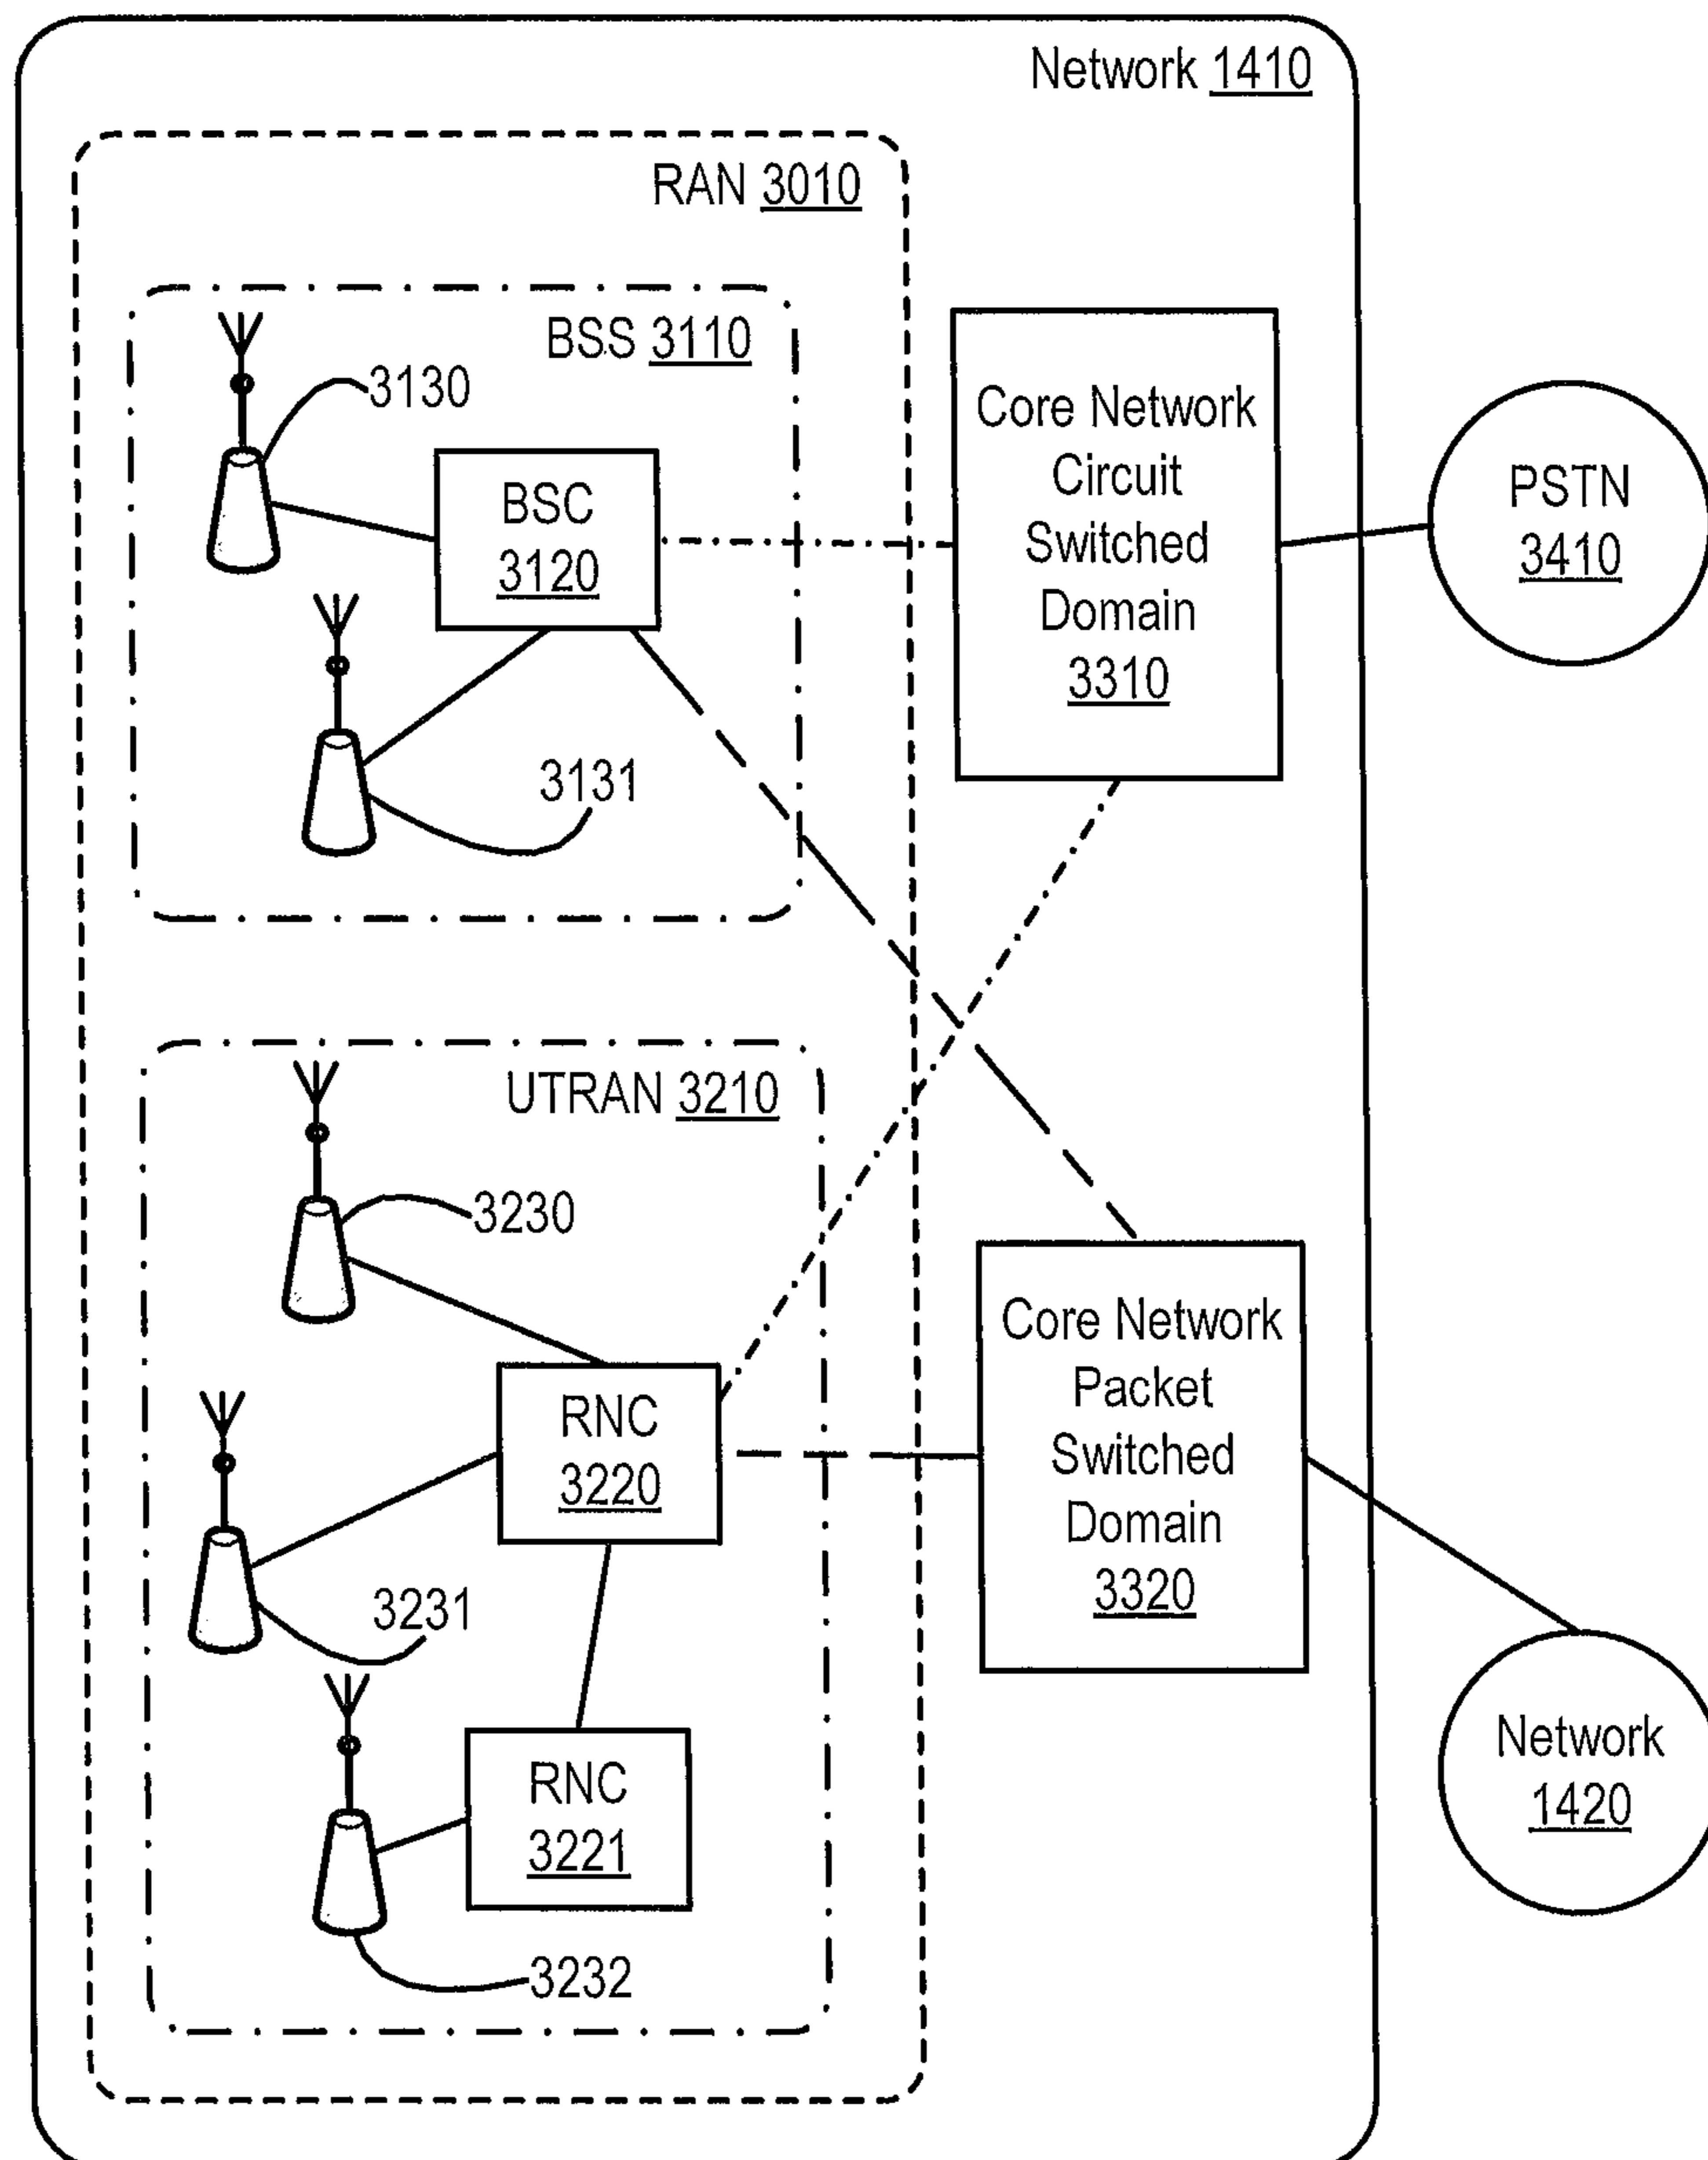 Network 1410
RAN 3010
BSS 3110
3130
BSC
3120
3131
Core Network
Circuit
Switched
Domain
3310
PSTN
3410
UTRAN 3210
3230
RNC
3220
3231
RNC
3221
3232
Core Network
Packet
Switched
Domain
3320
Network
1420